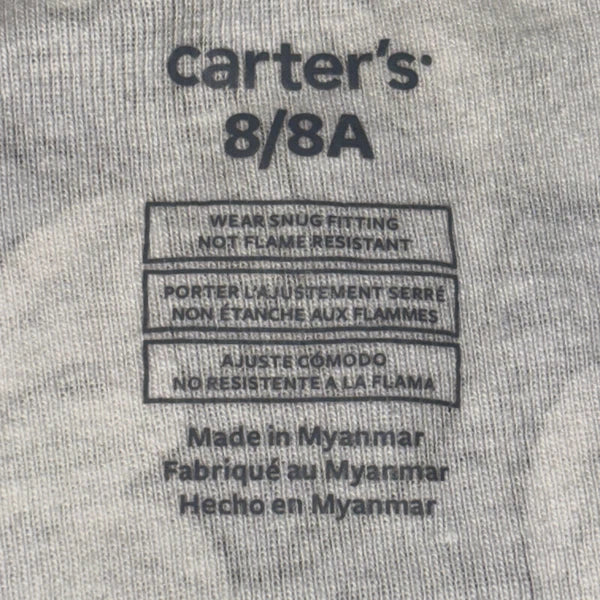 carter's
8/8A
WEAR SNUG FITTING
NOT FLAME RESISTANT
PORTER L'AJUSTEMENT SERRÉ
NON ÉTANCHE AUX FLAMMES
AJUSTE CÓMODO
NO RESISTENTE A LA FLAMA
Made in Myanmar
Fabriqué au Myanmar
Hecho en Myanmar